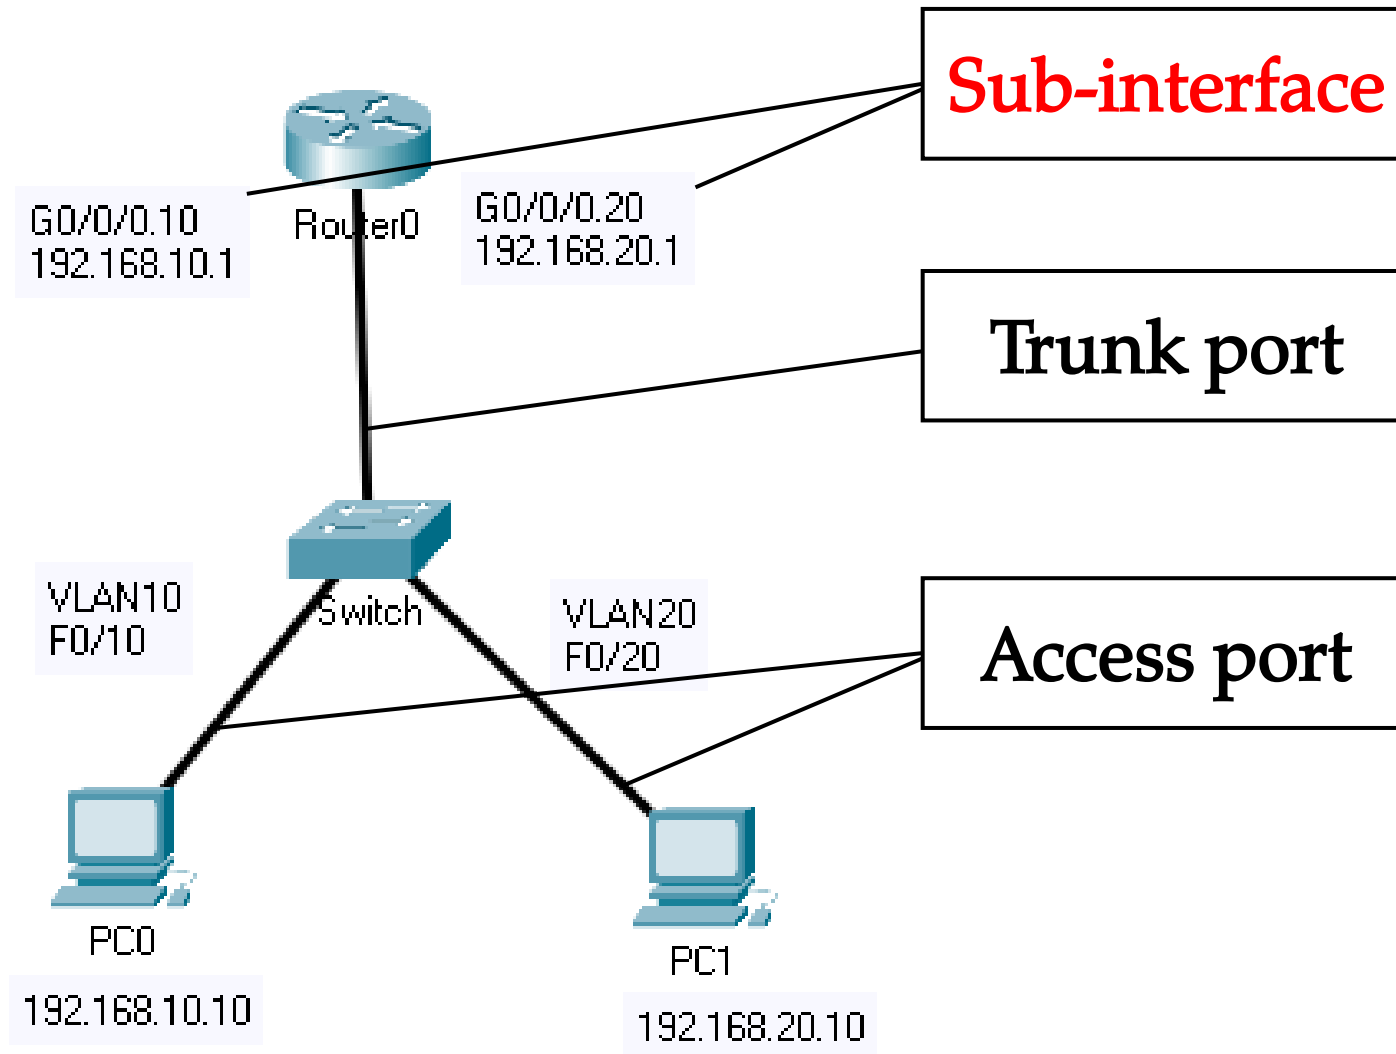 Sub-interface
G0/0/0.10
192.168.10.1
Router0
G0/0/0.20
192.168.20.1
Trunk port
VLAN10
F0/10
Switch
VLAN20
F0/20
Access port
PC0
192.168.10.10
PC1
192.168.20.10